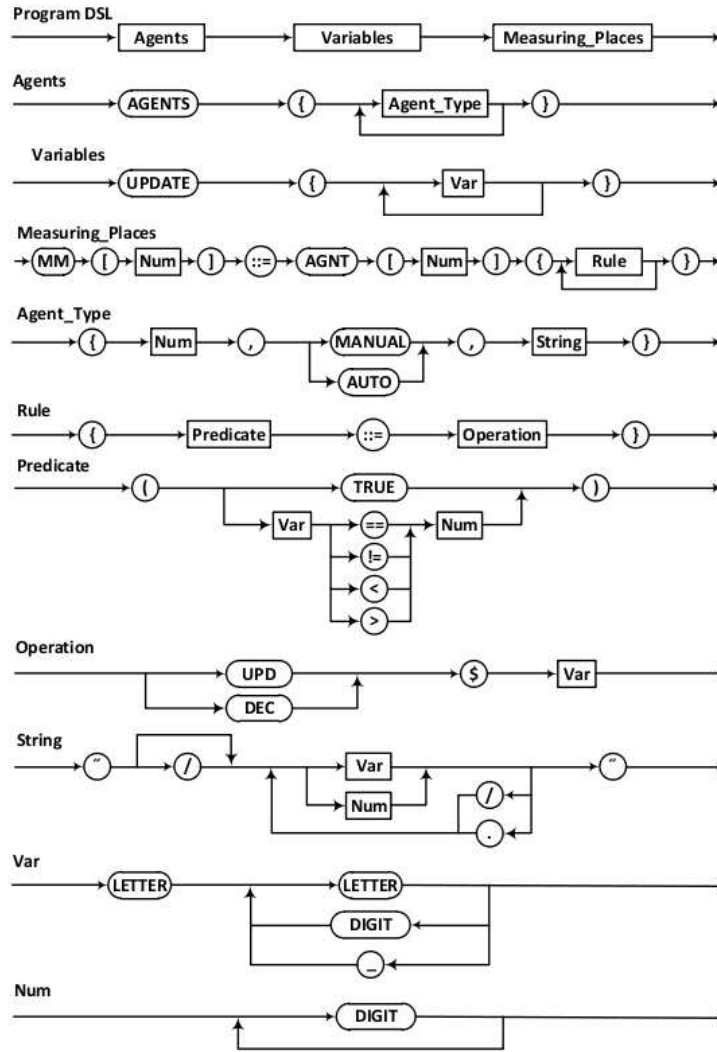 Program DSL
Agents Variables Measuring_Places
Agents
AGENTS { Agent_Type }
Variables
UPDATE { Var }
Measuring_Places
MM [ Num ] ::= AGNT [ Num ] { Rule }
Agent_Type
{ Num , MANUAL , String }
AUTO
Rule
{ Predicate ::= Operation }
Predicate
( TRUE )
Var == Num
!=
<
>
Operation
UPD $ Var
DEC
String
" / Var "
Num /
.
Var
LETTER LETTER
DIGIT
_
Num
DIGIT